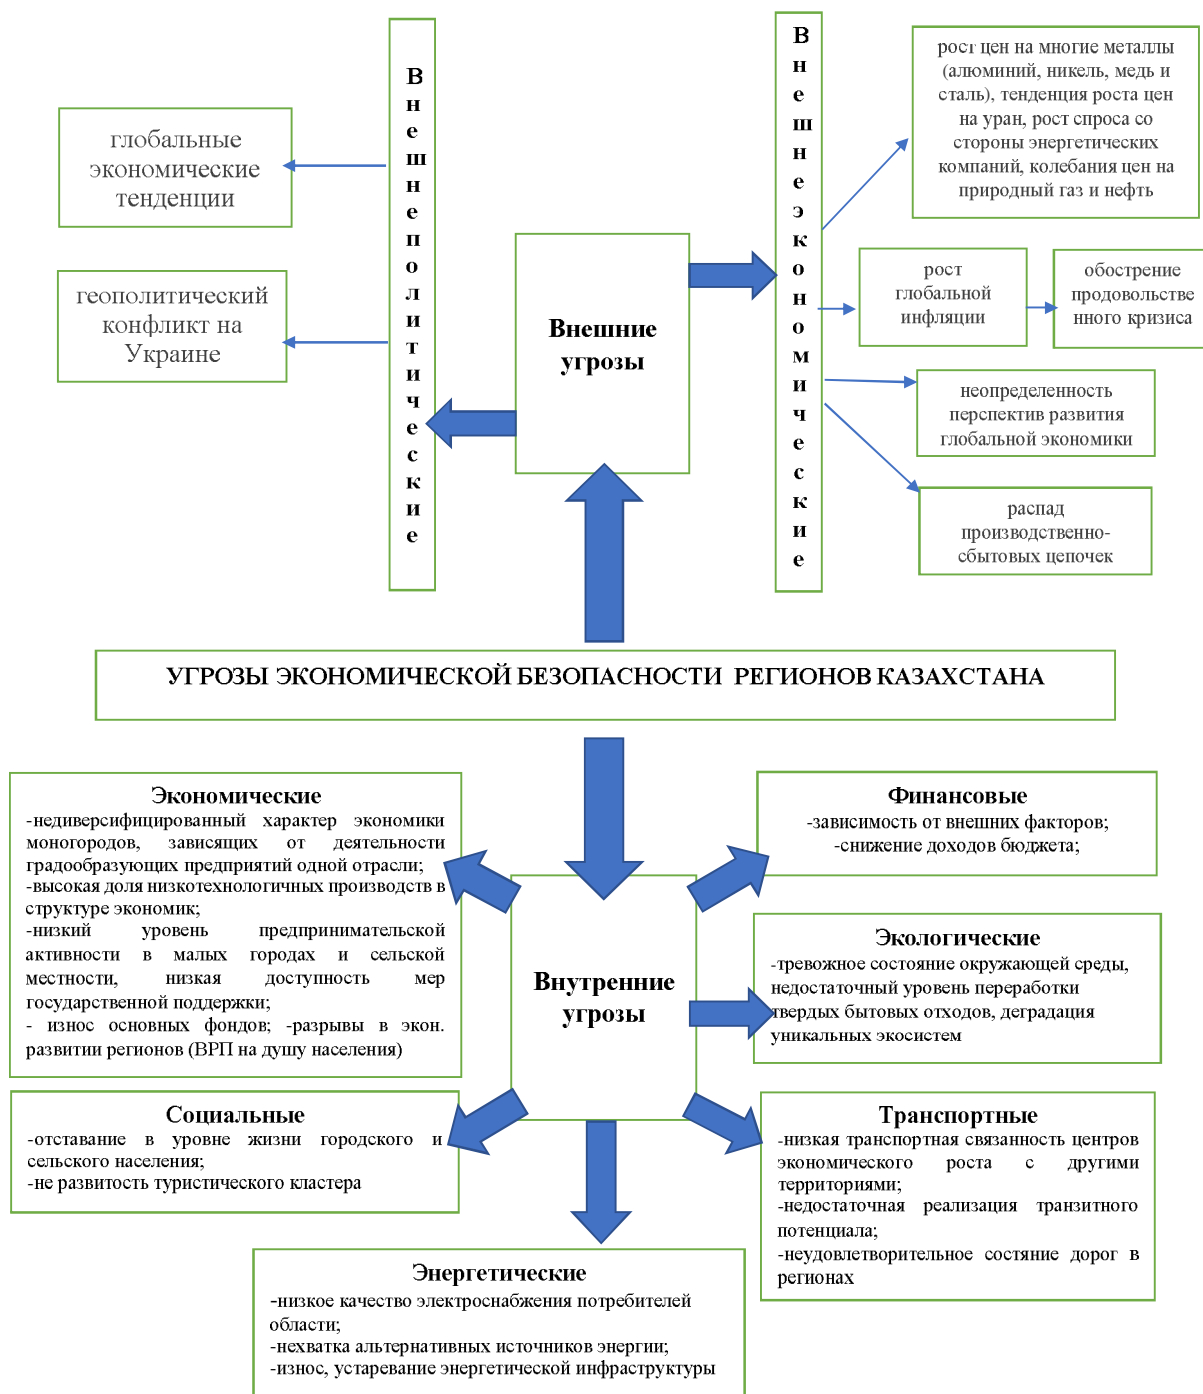 Внешнеполитические
глобальные
экономические
тенденции
геополитический
конфликт на
Украине
Внешние
угрозы
Внешнеэкономические
рост цен на многие металлы
(алюминий, никель, медь и
сталь), тенденция роста цен
на уран, рост спроса со
стороны энергетических
компаний, колебания цен на
природный газ и нефть
рост
глобальной
инфляции
обострение
продовольстве
нного кризиса
неопределенность
перспектив развития
глобальной экономики
распад
производственно-
сбытовых цепочек
УГРОЗЫ ЭКОНОМИЧЕСКОЙ БЕЗОПАСНОСТИ РЕГИОНОВ КАЗАХСТАНА
Экономические
-недиверсифицированный характер экономики
моногородов, зависящих от деятельности
градообразующих предприятий одной отрасли;
-высокая доля низкотехнологичных производств в
структуре экономик;
-низкий уровень предпринимательской
активности в малых городах и сельской
местности, низкая доступность мер
государственной поддержки;
- износ основных фондов; -разрывы в экон.
развитии регионов (ВРП на душу населения)
Социальные
-отставание в уровне жизни городского и
сельского населения;
-не развитость туристического кластера
Внутренние
угрозы
Финансовые
-зависимость от внешних факторов;
-снижение доходов бюджета;
Экологические
-тревожное состояние окружающей среды,
недостаточный уровень переработки
твердых бытовых отходов, деградация
уникальных экосистем
Транспортные
-низкая транспортная связанность центров
экономического роста с другими
территориями;
-недостаточная реализация транзитного
потенциала;
-неудовлетворительное состяние дорог в
регионах
Энергетические
-низкое качество электроснабжения потребителей
области;
-нехватка альтернативных источников энергии;
-износ, устаревание энергетической инфраструктуры